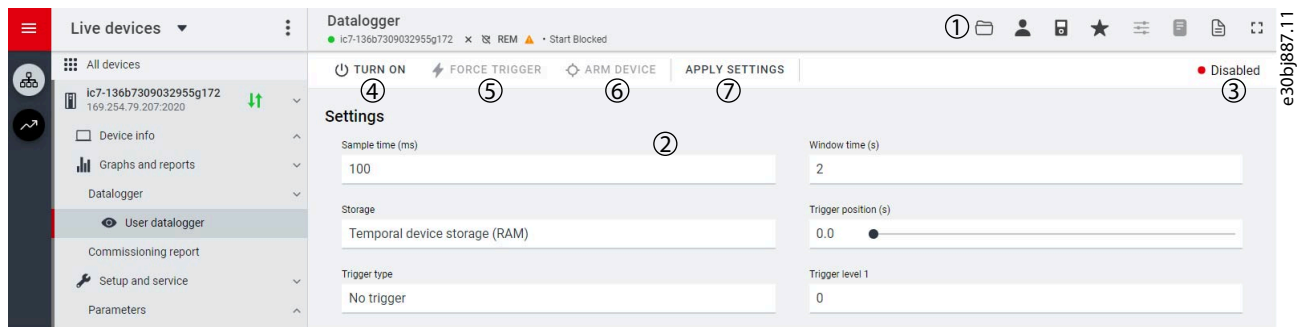 Live devices
Datalogger
ic7-136b7309032955g172 REM • Start Blocked
①
All devices
ic7-136b7309032955g172
169.254.79.207:2020
Device info
Graphs and reports
Datalogger
User datalogger
Commissioning report
Setup and service
Parameters
TURN ON FORCE TRIGGER ARM DEVICE APPLY SETTINGS
Disabled
④ ⑤ ⑥ ⑦ ③
Settings
②
Sample time (ms)
100
Window time (s)
2
Storage
Temporal device storage (RAM)
Trigger position (s)
0.0
Trigger type
No trigger
Trigger level 1
0
e30bj887.11